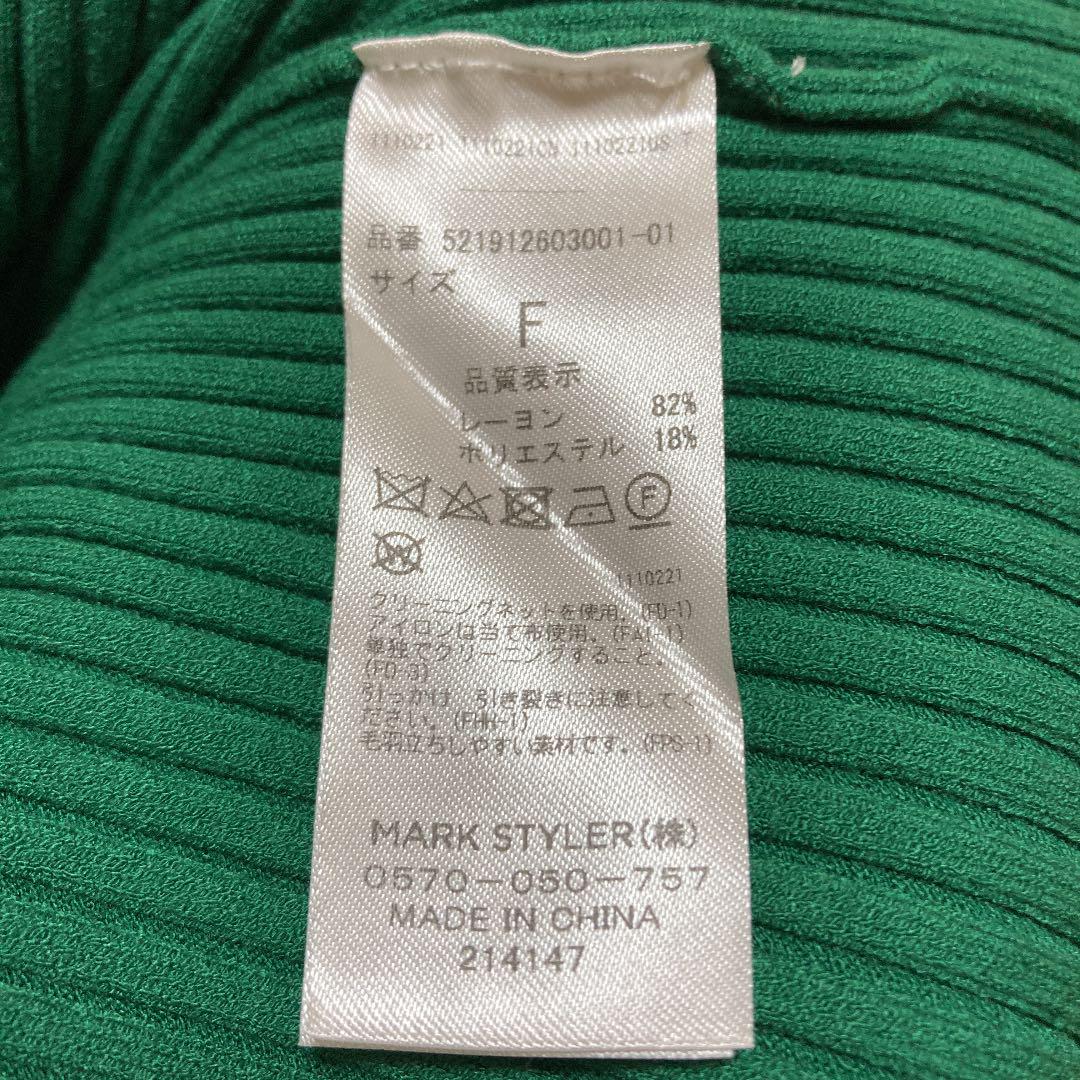 1110221 1110221CN 1110221US T
品番 521912603001-01
サイズ
F
品質表示
レーヨン 82%
ポリエステル 18%
F
W
1110221
クリーニングネットを使用。(FD-1)
アイロンは当て布使用。(FAI-1)
単独でクリーニングすること。
(FD-3)
引っかけ、引き裂きに注意してく
ださい。(FHH-1)
毛羽立ちしやすい素材です。(FPS-1)
MARK STYLER(株)
0570-050-757
MADE IN CHINA
214147